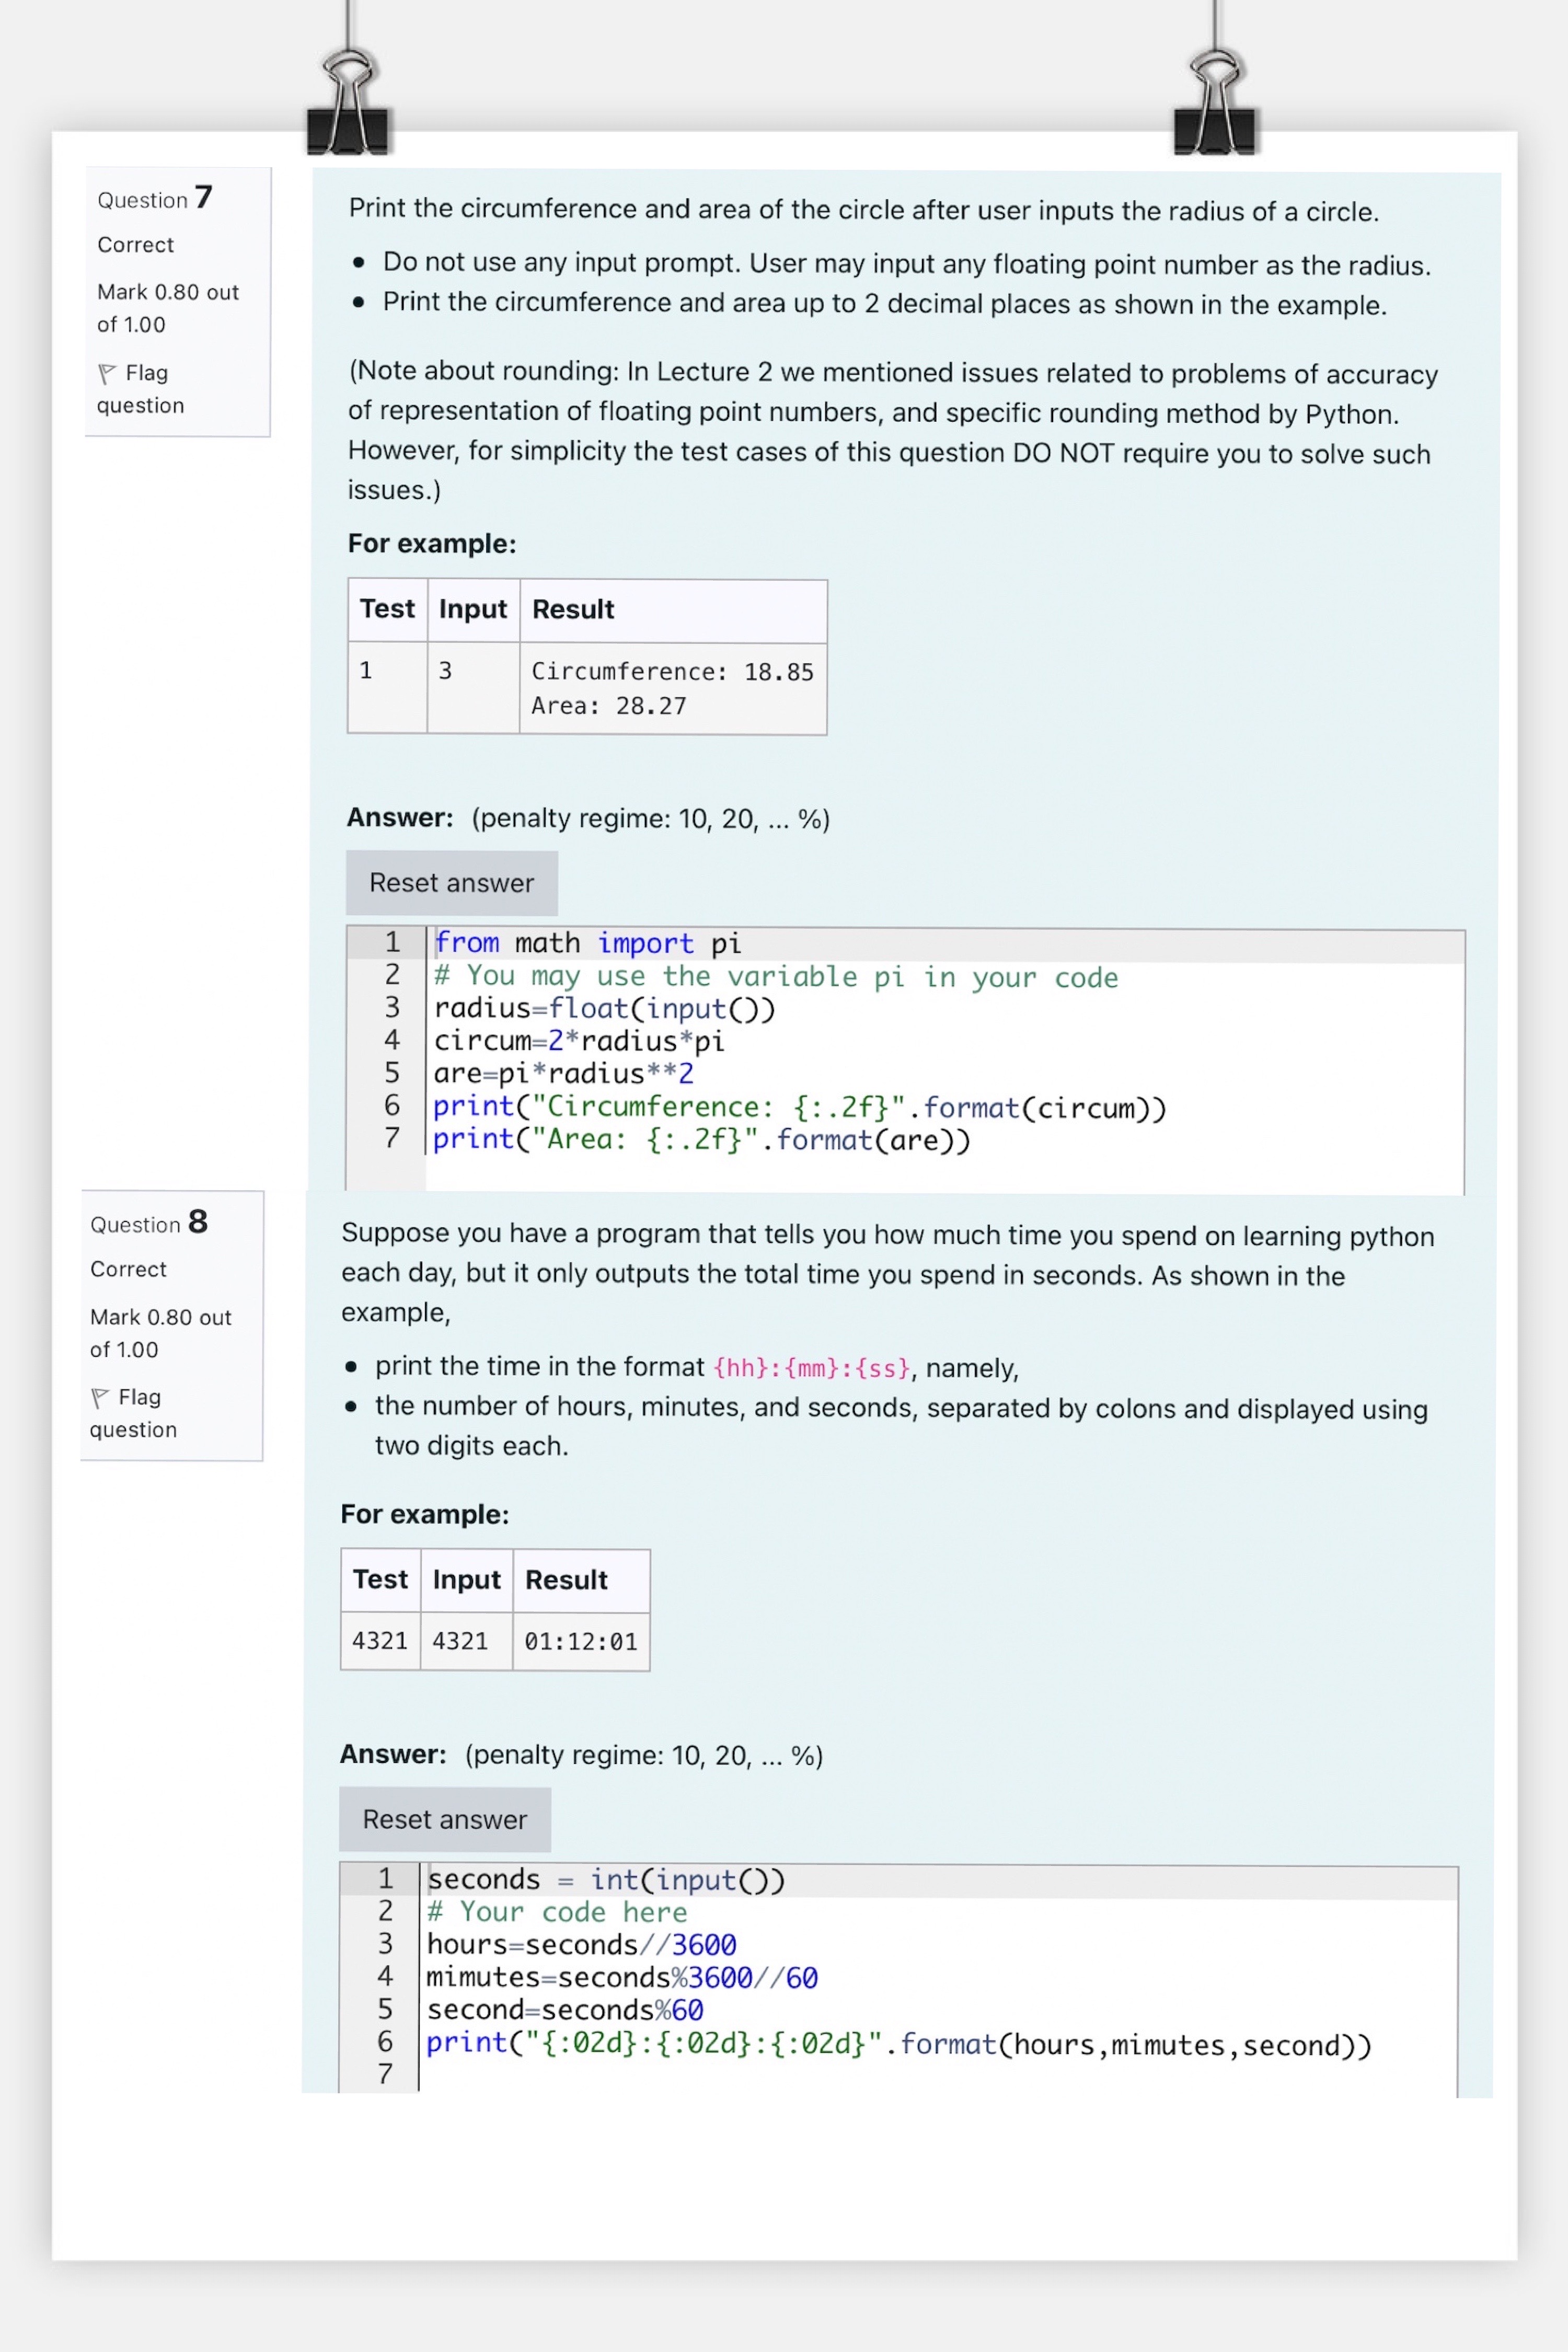 Question 7
Correct
Mark 0.80 out
of 1.00
Flag
question
Print the circumference and area of the circle after user inputs the radius of a circle.
• Do not use any input prompt. User may input any floating point number as the radius.
• Print the circumference and area up to 2 decimal places as shown in the example.
(Note about rounding: In Lecture 2 we mentioned issues related to problems of accuracy
of representation of floating point numbers, and specific rounding method by Python.
However, for simplicity the test cases of this question DO NOT require you to solve such
issues.)
For example:
Test Input Result
1 3 Circumference: 18.85
Area: 28.27
Answer: (penalty regime: 10, 20, ... %)
Reset answer
1 from math import pi
2 # You may use the variable pi in your code
3 radius=float(input())
4 circum=2*radius*pi
5 are=pi*radius**2
6 print("Circumference: {:.2f}".format(circum))
7 print("Area: {:.2f}".format(are))
Question 8
Correct
Mark 0.80 out
of 1.00
Flag
question
Suppose you have a program that tells you how much time you spend on learning python
each day, but it only outputs the total time you spend in seconds. As shown in the
example,
• print the time in the format {hh}:{mm}:{ss}, namely,
• the number of hours, minutes, and seconds, separated by colons and displayed using
two digits each.
For example:
Test Input Result
4321 4321 01:12:01
Answer: (penalty regime: 10, 20, ... %)
Reset answer
1 seconds = int(input())
2 # Your code here
3 hours=seconds//3600
4 mimutes=seconds%3600//60
5 second=seconds%60
6 print("{:02d}:{:02d}:{:02d}".format(hours,mimutes,second))
7